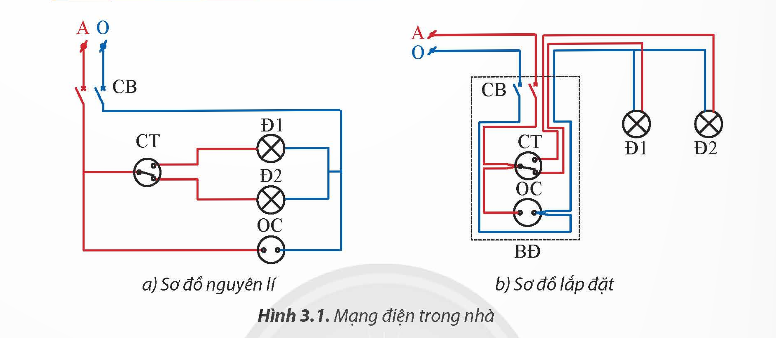 A O
CB
CT
Đ1
Đ2
OC
a) Sơ đồ nguyên lí
A
O
CB
CT
OC
BĐ
Đ1
Đ2
b) Sơ đồ lắp đặt
Hình 3.1. Mạng điện trong nhà